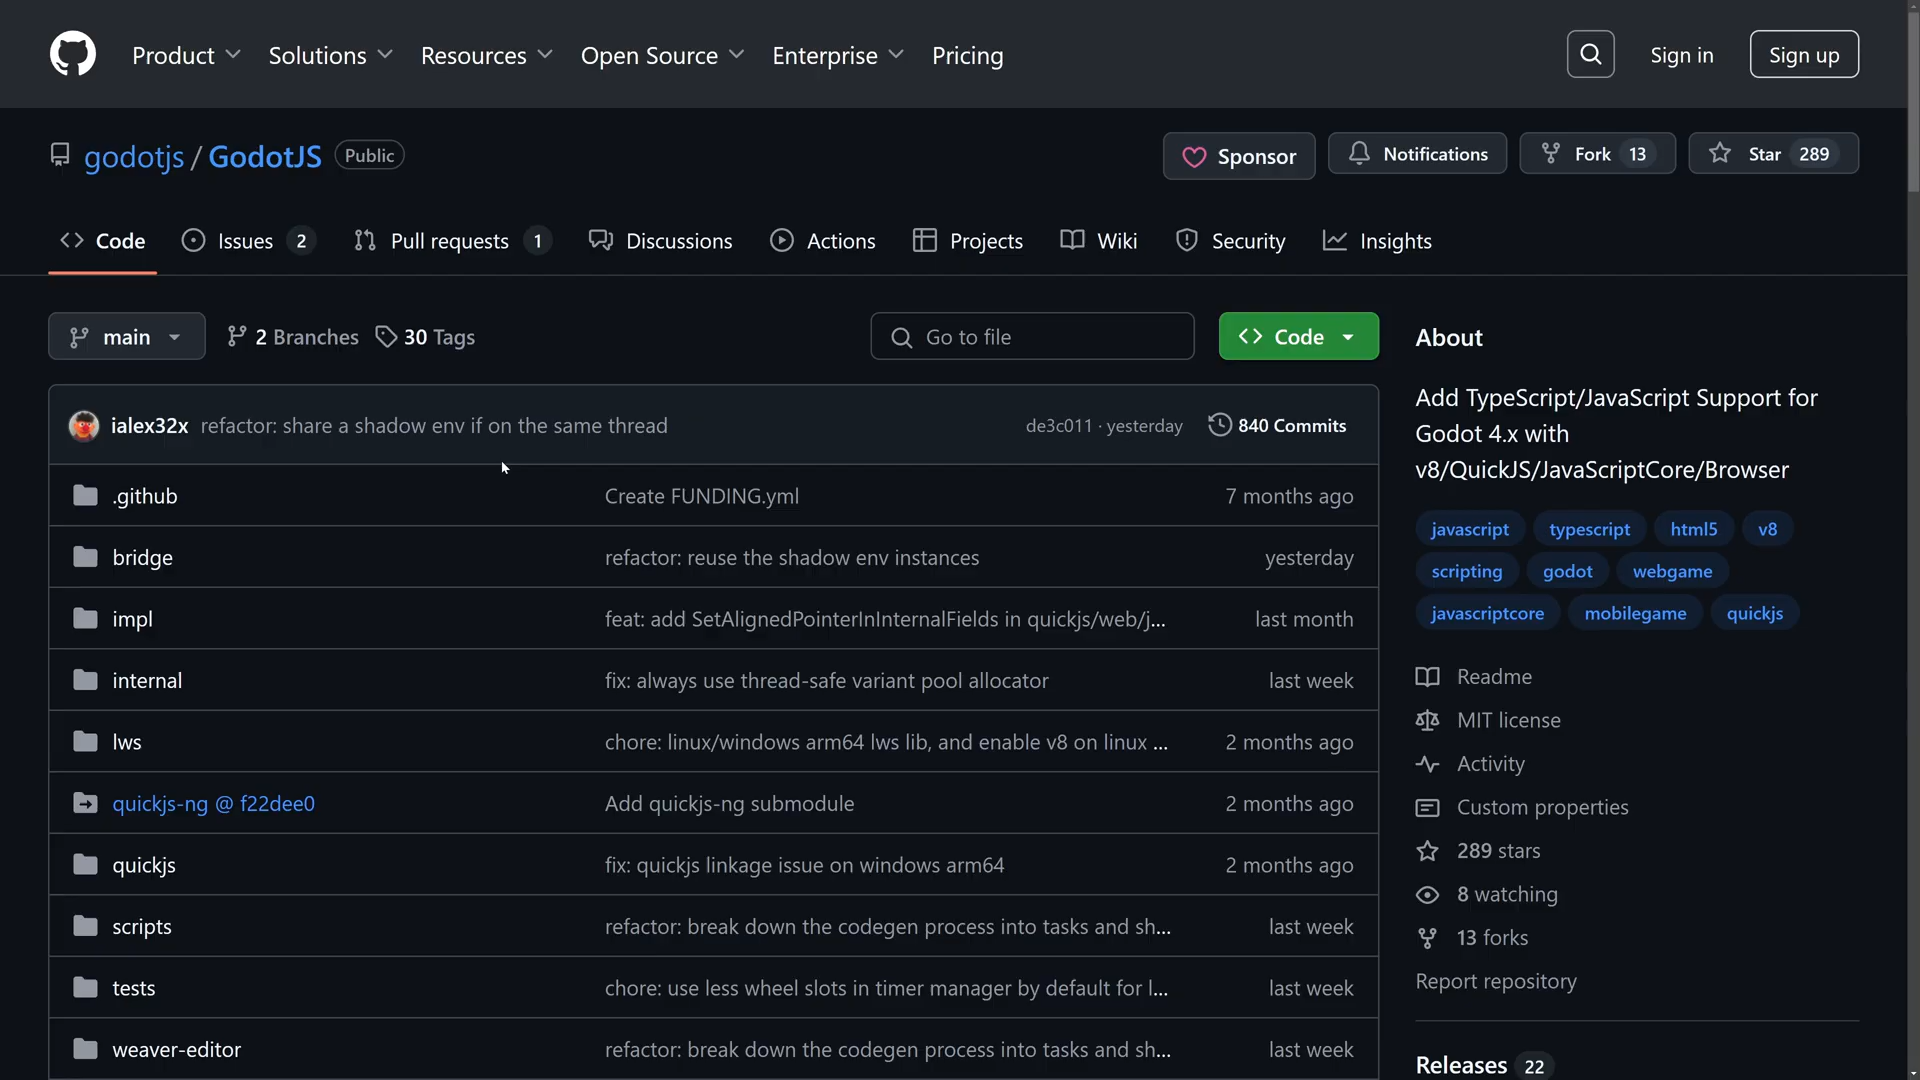 Product Solutions Resources Open Source Enterprise Pricing Sign in Sign up
godotjs / GodotJS Public Sponsor Notifications Fork 13 Star 289
Code Issues 2 Pull requests 1 Discussions Actions Projects Wiki Security Insights
main 2 Branches 30 Tags Go to file Code
ialex32x refactor: share a shadow env if on the same thread de3c011 · yesterday 840 Commits
.github Create FUNDING.yml 7 months ago
bridge refactor: reuse the shadow env instances yesterday
impl feat: add SetAlignedPointerInInternalFields in quickjs/web/j... last month
internal fix: always use thread-safe variant pool allocator last week
lws chore: linux/windows arm64 lws lib, and enable v8 on linux ... 2 months ago
quickjs-ng @ f22dee0 Add quickjs-ng submodule 2 months ago
quickjs fix: quickjs linkage issue on windows arm64 2 months ago
scripts refactor: break down the codegen process into tasks and sh... last week
tests chore: use less wheel slots in timer manager by default for l... last week
weaver-editor refactor: break down the codegen process into tasks and sh... last week
About
Add TypeScript/JavaScript Support for
Godot 4.x with
v8/QuickJS/JavaScriptCore/Browser
javascript typescript html5 v8
scripting godot webgame
javascriptcore mobilegame quickjs
Readme
MIT license
Activity
Custom properties
289 stars
8 watching
13 forks
Report repository
Releases 22